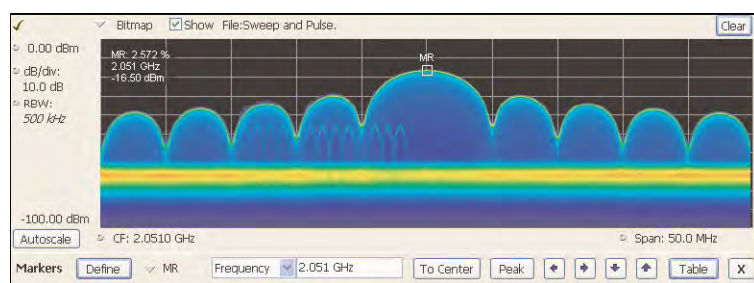 Bitmap Show File:Sweep and Pulse. Clear
0.00 dBm
MR: 2.572 %
2.051 GHz
-16.50 dBm
MR
dB/div:
10.0 dB
RBW:
500 kHz
-100.00 dBm
Autoscale CF: 2.0510 GHz Span: 50.0 MHz
Markers Define MR Frequency 2.051 GHz To Center Peak Table X